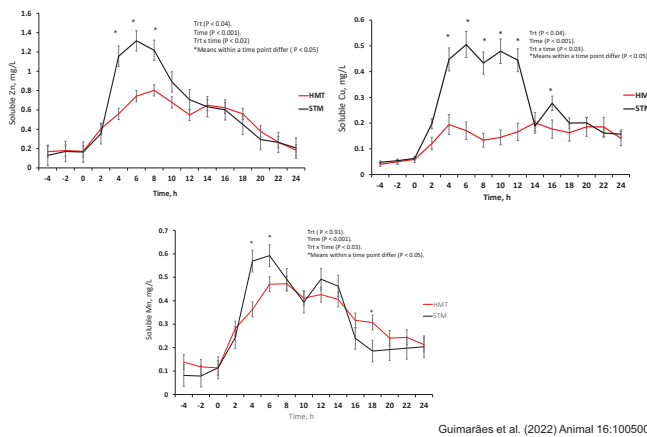 1.6
1.4
1.2
1.0
0.8
0.6
0.4
0.2
0.0
Soluble Zn, mg/L
* * *
Trt (P < 0.04).
Time (P < 0.001).
Trt x time (P < 0.02)
*Means within a time point differ ( P < 0.05)
HMT
STM
-4 -2 0 2 4 6 8 10 12 14 16 18 20 22 24
Time, h
0.6
0.5
0.4
0.3
0.2
0.1
0.0
Soluble Cu, mg/L
* * * * * *
Trt (P < 0.04).
Time (P < 0.001).
Trt x time (P < 0.03).
*Means within a time point differ (P < 0.05).
HMT
STM
-4 -2 0 2 4 6 8 10 12 14 16 18 20 22 24
Time, h
0.7
0.6
0.5
0.4
0.3
0.2
0.1
0
Soluble Mn, mg/L
* * *
Trt ( P < 0.91).
Time (P < 0.001).
Trt x Time (P < 0.03).
*Means within a time point differ (P < 0.05).
HMT
STM
-4 -2 0 2 4 6 8 10 12 14 16 18 20 22 24
Time, h
Guimarães et al. (2022) Animal 16:100500